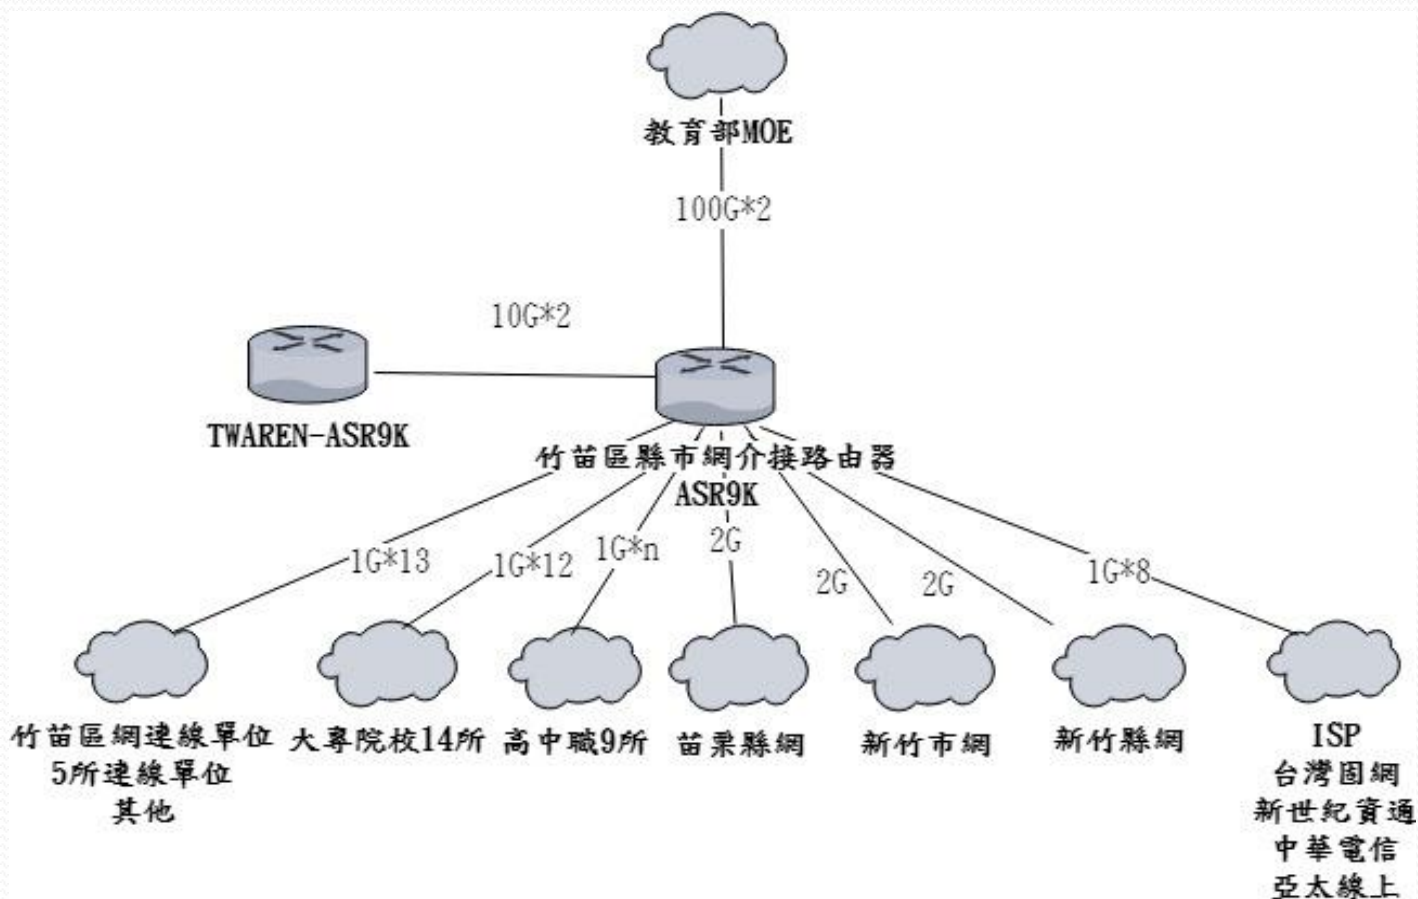 教育部MOE
100G*2
10G*2
TWAREN-ASR9K
竹苗區縣市網介接路由器
ASR9K
1G*13
1G*12
1G*n
2G
2G
2G
1G*8
竹苗區網連線單位
5所連線單位
其他
大專院校14所
高中職9所
苗栗縣網
新竹市網
新竹縣網
ISP
台灣固網
新世紀資通
中華電信
亞太線上